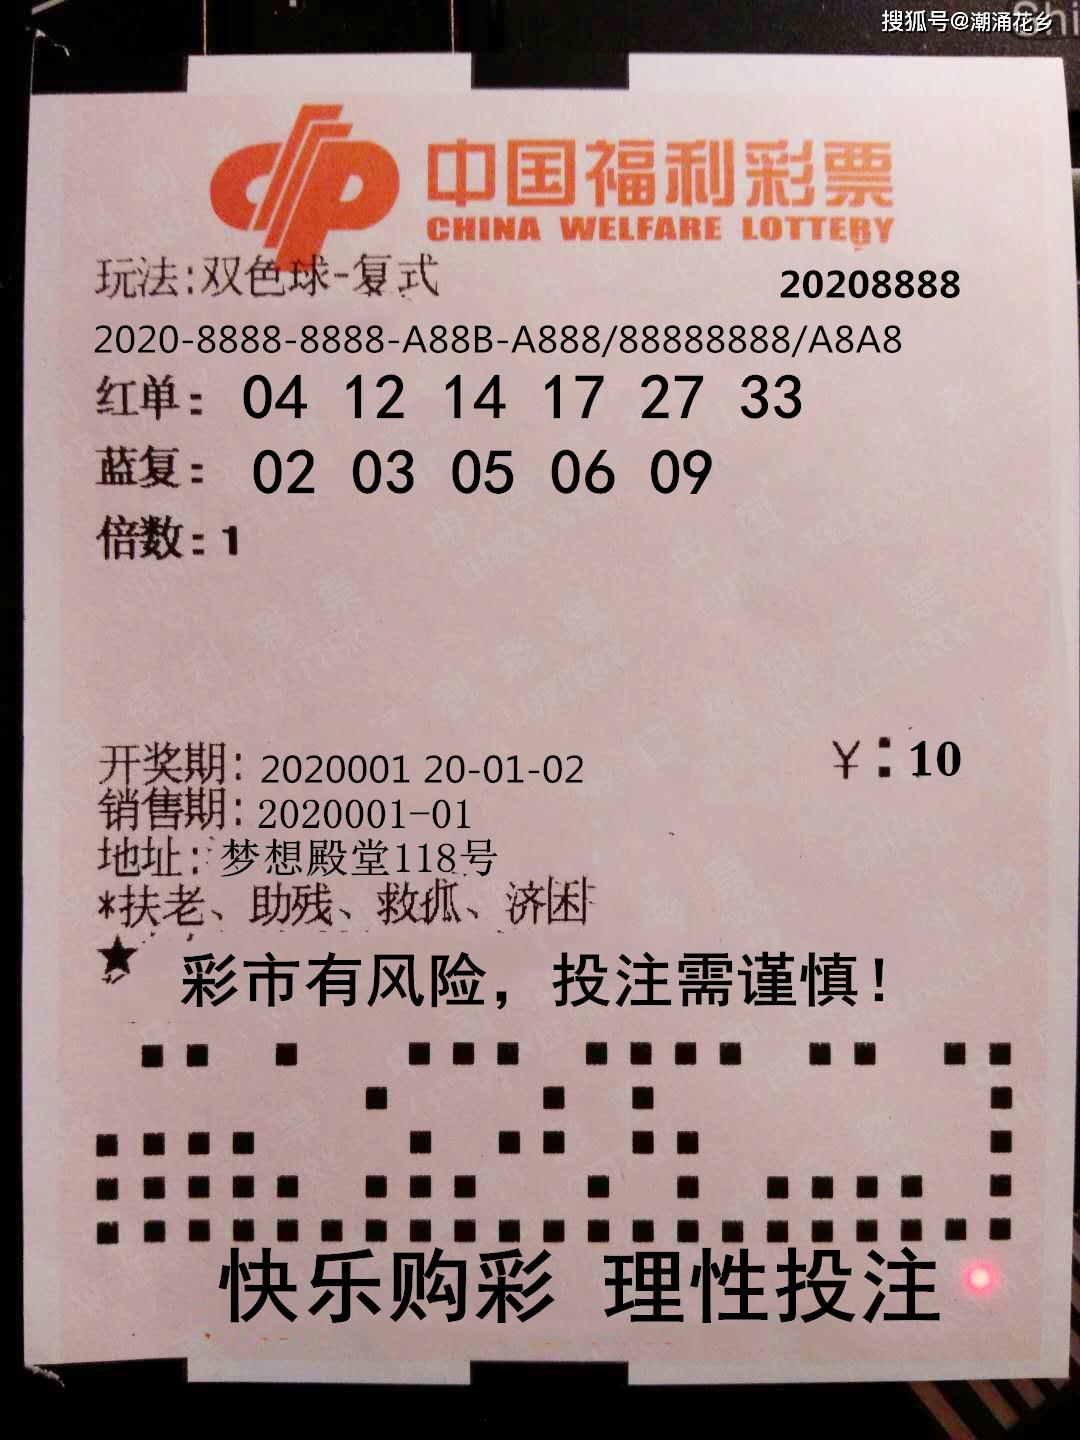 搜狐号@潮涌花乡
Shi
中国福利彩票
CHINA WELFARE LOTTERY
玩法:双色球-复式 20208888
2020-8888-8888-A88B-A888/88888888/A8A8
红单: 04 12 14 17 27 33
蓝复: 02 03 05 06 09
倍数:1
开奖期: 2020001 20-01-02 ￥:10
销售期: 2020001-01
地址: 梦想殿堂118号
*扶老、助残、救孤、济困
★ 彩市有风险，投注需谨慎！
快乐购彩 理性投注